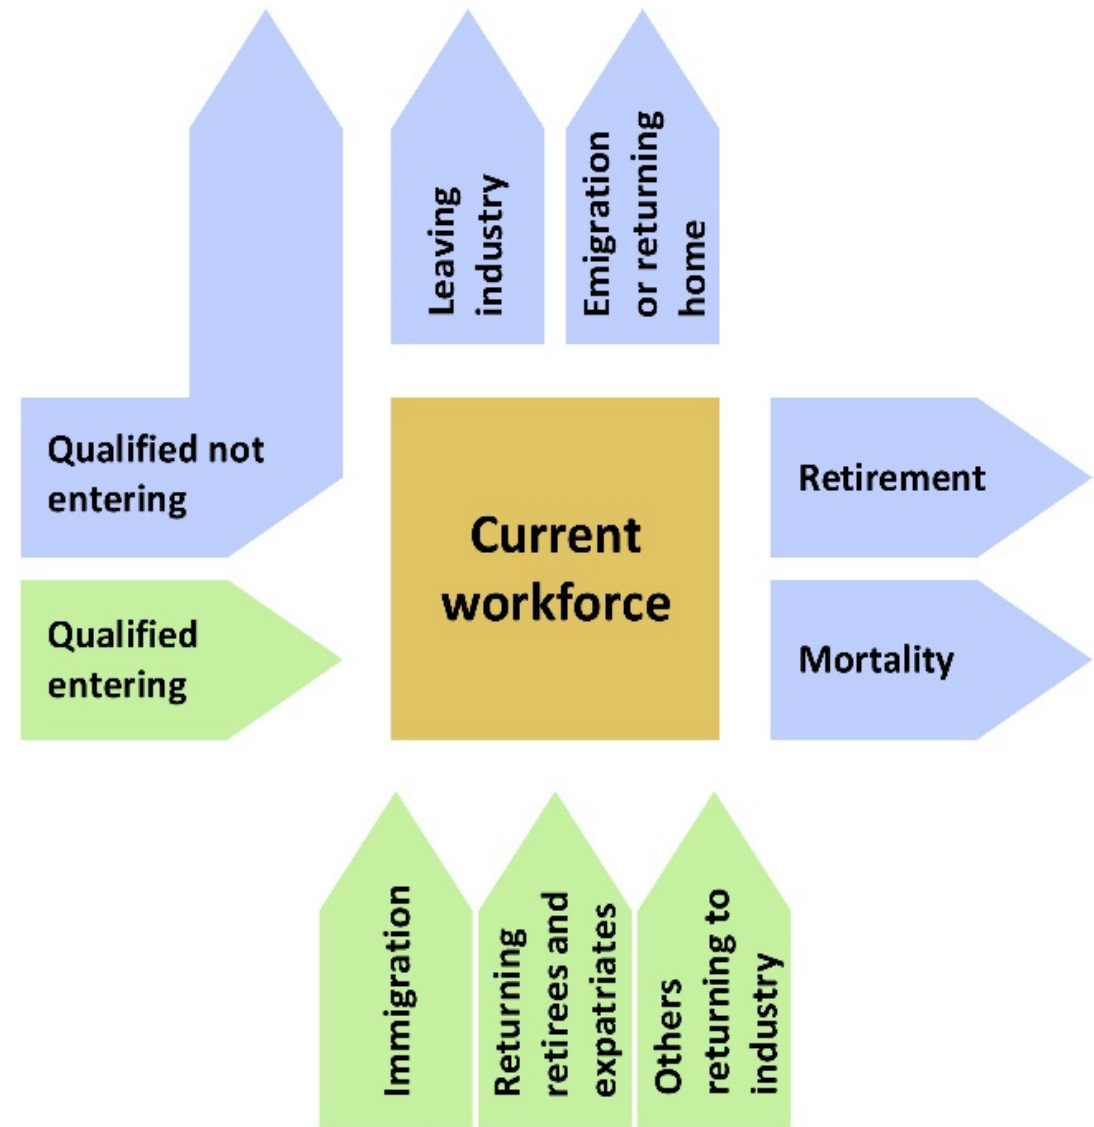 Leaving
industry
Emigration
or returning
home
Qualified not
entering
Retirement
Current
workforce
Qualified
entering
Mortality
Immigration
Returning
retirees and
expatriates
Others
returning to
industry